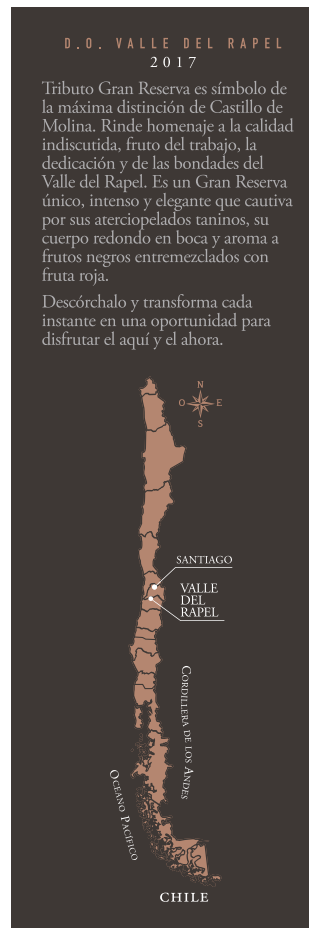 D.O. VALLE DEL RAPEL
2017
Tributo Gran Reserva es símbolo de
la máxima distinción de Castillo de
Molina. Rinde homenaje a la calidad
indiscutida, fruto del trabajo, la
dedicación y de las bondades del
Valle del Rapel. Es un Gran Reserva
único, intenso y elegante que cautiva
por sus aterciopelados taninos, su
cuerpo redondo en boca y aroma a
frutos negros entremezclados con
fruta roja.
Descórchalo y transforma cada
instante en una oportunidad para
disfrutar el aquí y el ahora.
N
O E
S
SANTIAGO
VALLE
DEL
RAPEL
CORDILLERA DE LOS ANDES
OCEANO PACÍFICO
CHILE